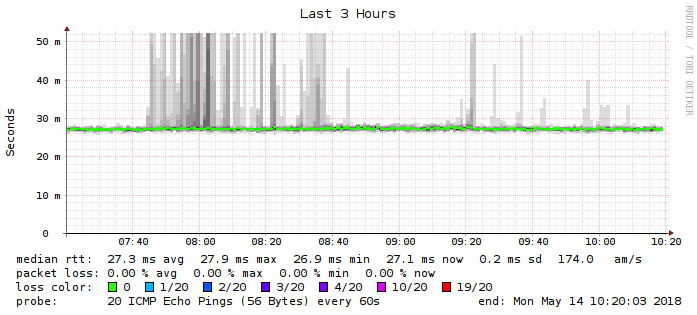 Last 3 Hours
RRDTOOL / TOBI OETIKER
Seconds
50 m
40 m
30 m
20 m
10 m
0
07:40 08:00 08:20 08:40 09:00 09:20 09:40 10:00 10:20
median rtt: 27.3 ms avg 27.9 ms max 26.9 ms min 27.1 ms now 0.2 ms sd 174.0 am/s
packet loss: 0.00 % avg 0.00 % max 0.00 % min 0.00 % now
loss color: 0 1/20 2/20 3/20 4/20 10/20 19/20
probe: 20 ICMP Echo Pings (56 Bytes) every 60s end: Mon May 14 10:20:03 2018